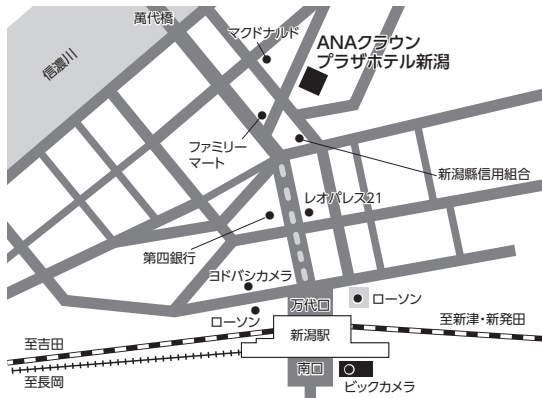 萬代橋
マクドナルド
ANAクラウン
プラザホテル新潟
信濃川
ファミリー
マート
新潟縣信用組合
レオパレス21
第四銀行
ヨドバシカメラ
万代口
ローソン
ローソン
至新津・新発田
新潟駅
至吉田
至長岡
南口
ビックカメラ